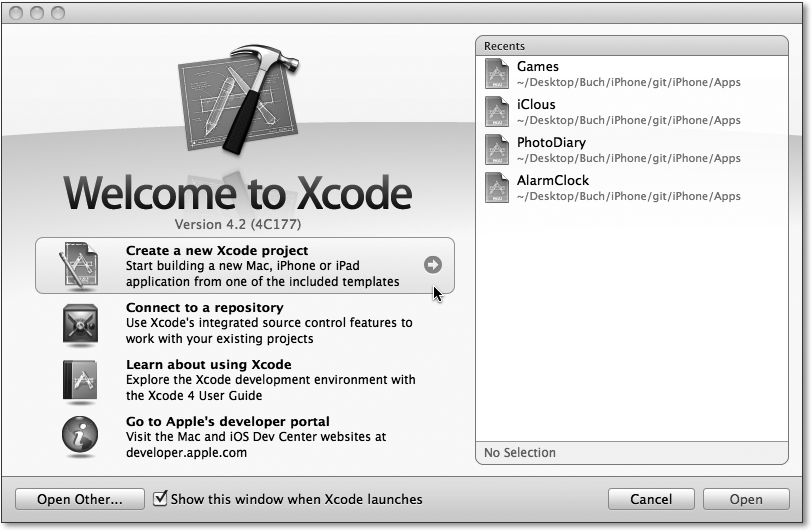 Welcome to Xcode
Version 4.2 (4C177)
Create a new Xcode project
Start building a new Mac, iPhone or iPad
application from one of the included templates
Connect to a repository
Use Xcode's integrated source control features to
work with your existing projects
Learn about using Xcode
Explore the Xcode development environment with
the Xcode 4 User Guide
Go to Apple's developer portal
Visit the Mac and iOS Dev Center websites at
developer.apple.com
Recents
Games
~/Desktop/Buch/iPhone/git/iPhone/Apps
iClous
~/Desktop/Buch/iPhone/git/iPhone/Apps
PhotoDiary
~/Desktop/Buch/iPhone/git/iPhone/Apps
AlarmClock
~/Desktop/Buch/iPhone/git/iPhone/Apps
No Selection
Open Other...
Show this window when Xcode launches
Cancel
Open